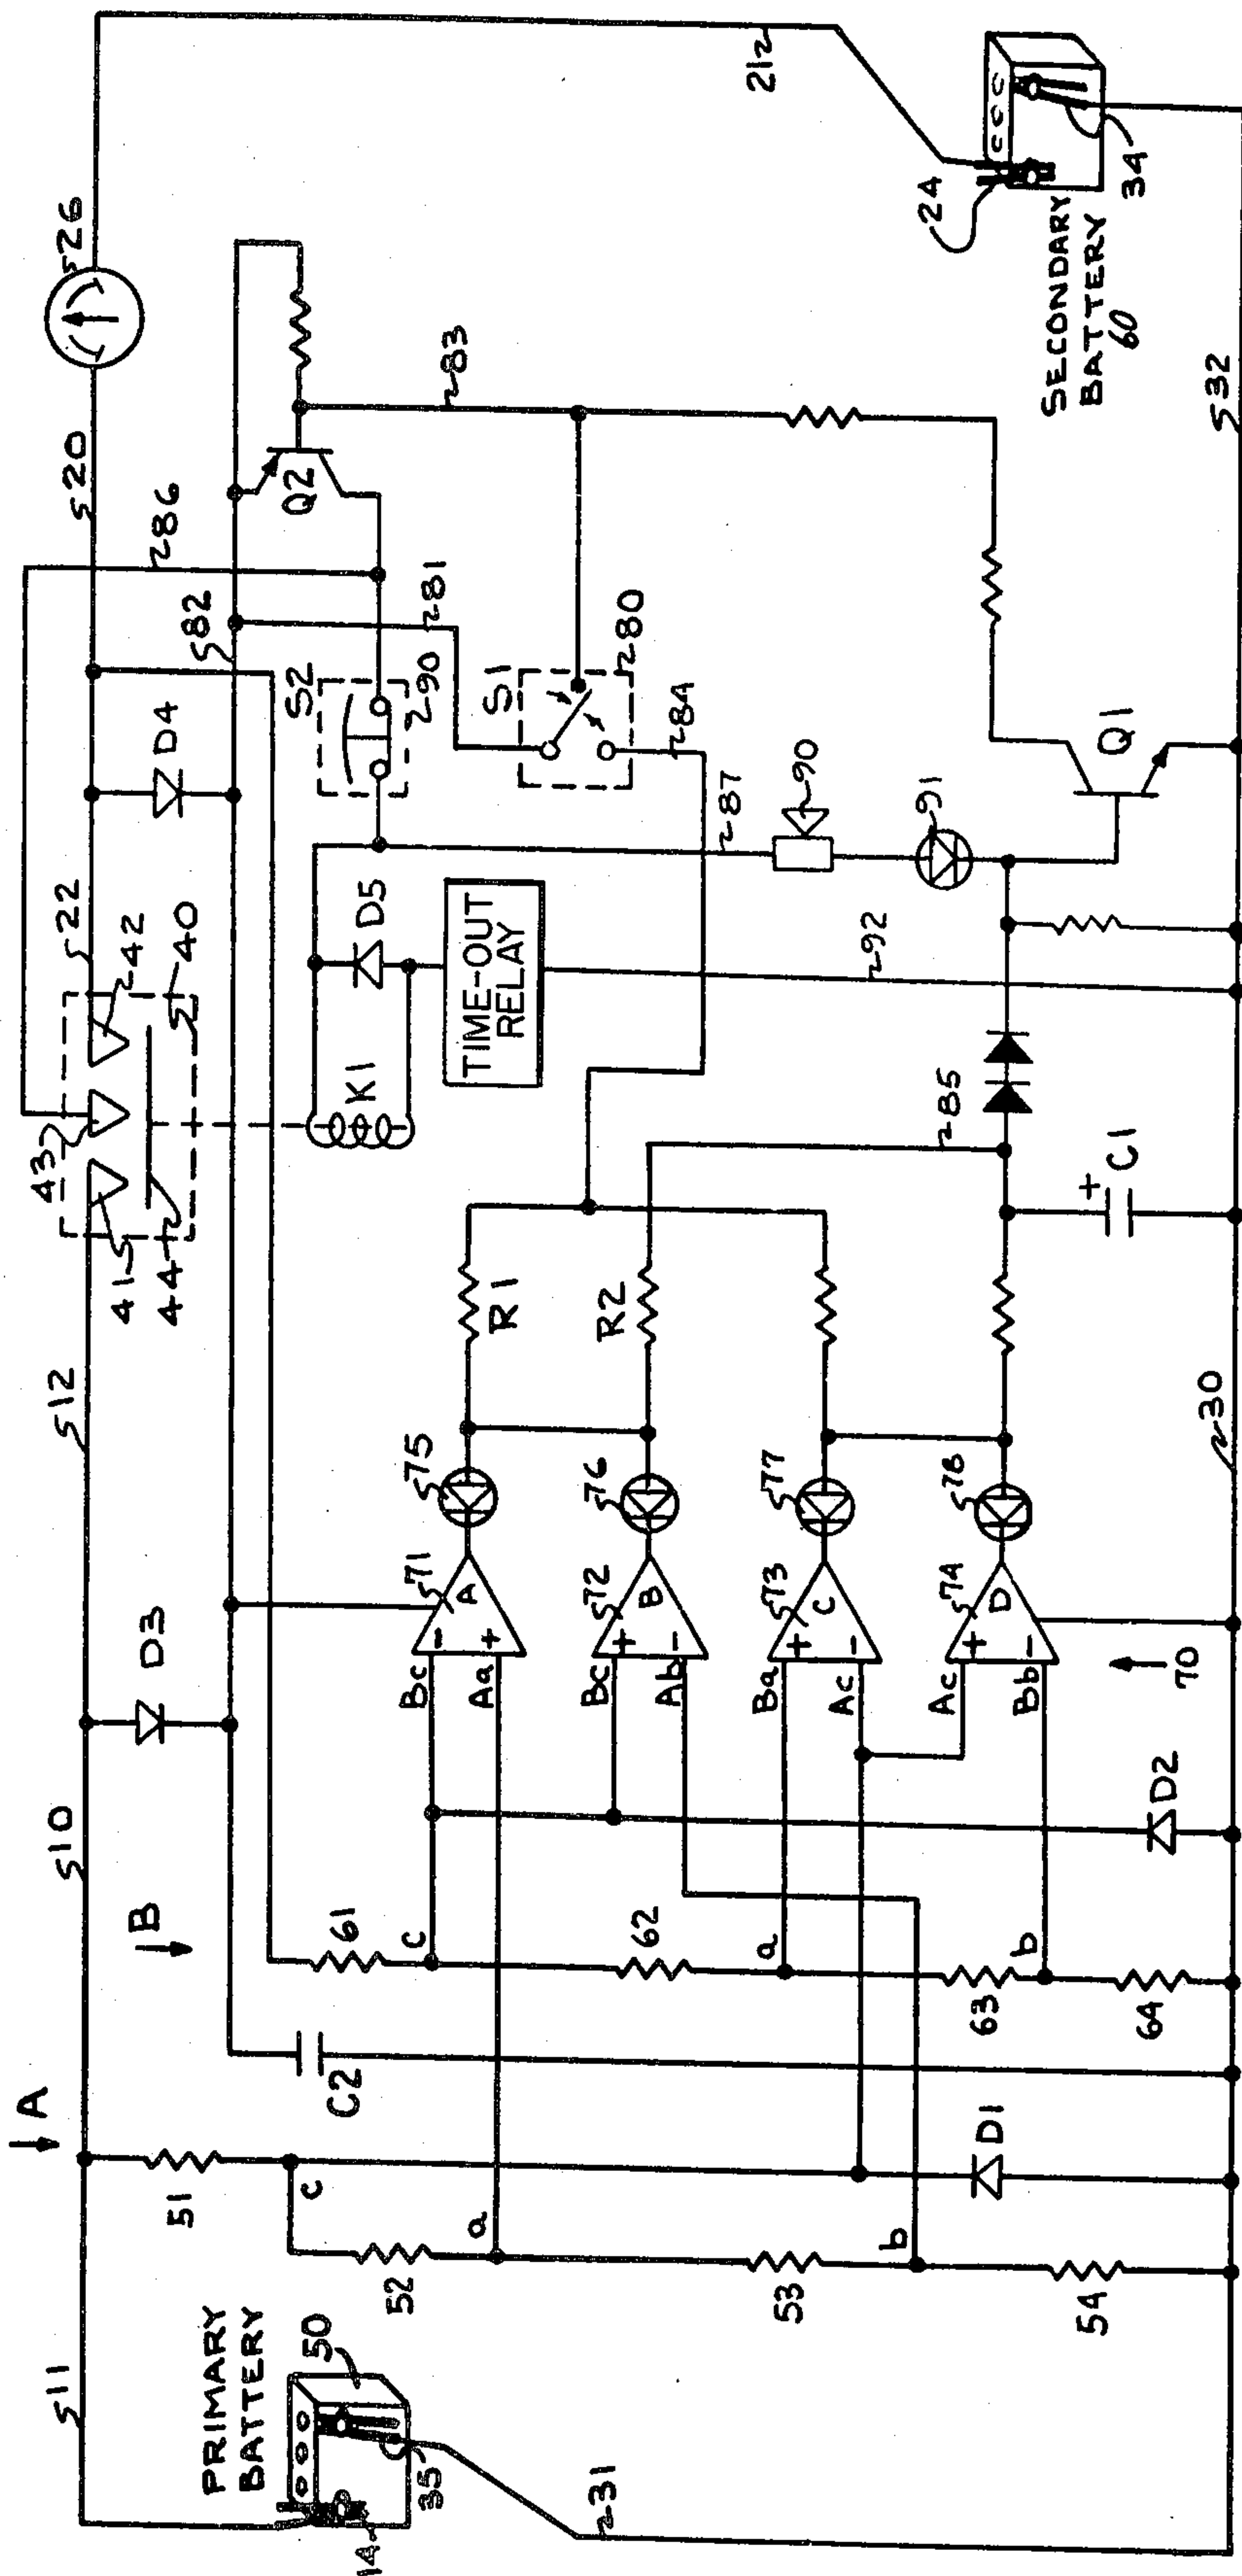 A
11
10
12
43
22
20
26
41
44
42
40
B
D3
D4
82
86
PRIMARY
BATTERY
50
14
35
51
c
52
a
b
53
54
31
C2
D1
61
c
62
a
63
b
64
Bc
Aa
A
71
75
R1
Bc
Ab
B
72
76
R2
Ba
Ac
C
73
77
Ac
Bb
D
74
78
70
D2
K1
D5
TIME-OUT
RELAY
S2
90
Q2
81
83
S1
80
84
87
90
91
92
85
C1
+
Q1
21
24
34
SECONDARY
BATTERY
60
30
32